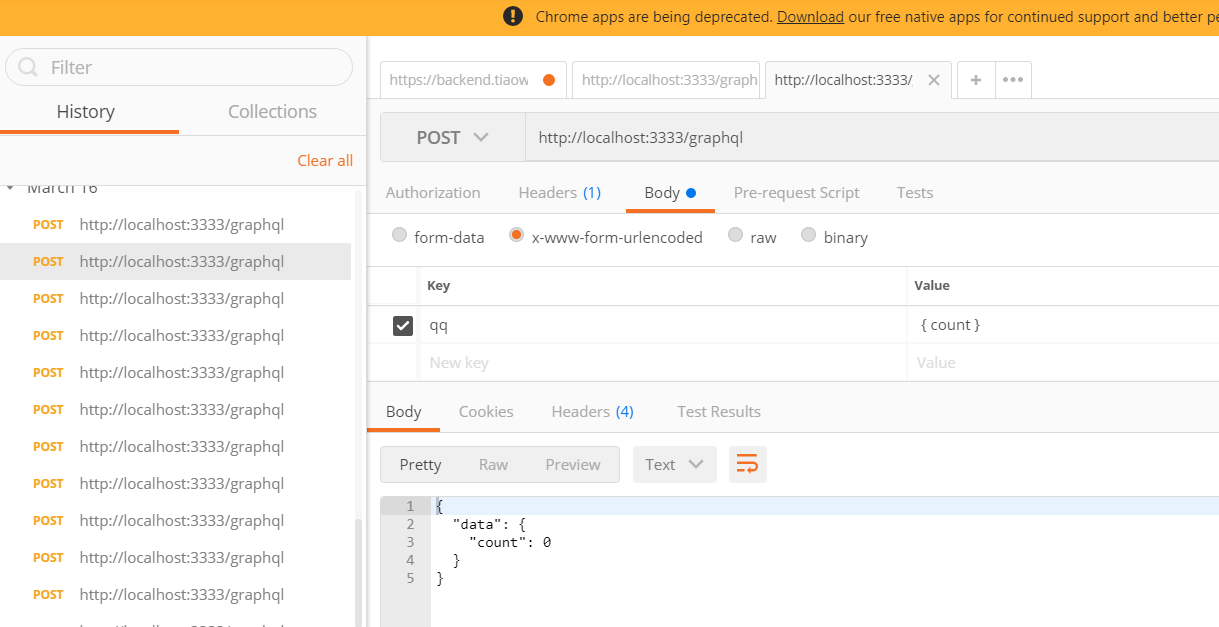 Chrome apps are being deprecated. Download our free native apps for continued support and better
Filter
History Collections
Clear all
March 16
POST http://localhost:3333/graphql
POST http://localhost:3333/graphql
POST http://localhost:3333/graphql
POST http://localhost:3333/graphql
POST http://localhost:3333/graphql
POST http://localhost:3333/graphql
POST http://localhost:3333/graphql
POST http://localhost:3333/graphql
POST http://localhost:3333/graphql
POST http://localhost:3333/graphql
POST http://localhost:3333/graphql
https://backend.tiaow http://localhost:3333/graph http://localhost:3333/
POST http://localhost:3333/graphql
Authorization Headers (1) Body Pre-request Script Tests
form-data x-www-form-urlencoded raw binary
Key Value
qq { count }
New key Value
Body Cookies Headers (4) Test Results
Pretty Raw Preview Text
1 {
2 "data": {
3 "count": 0
4 }
5 }